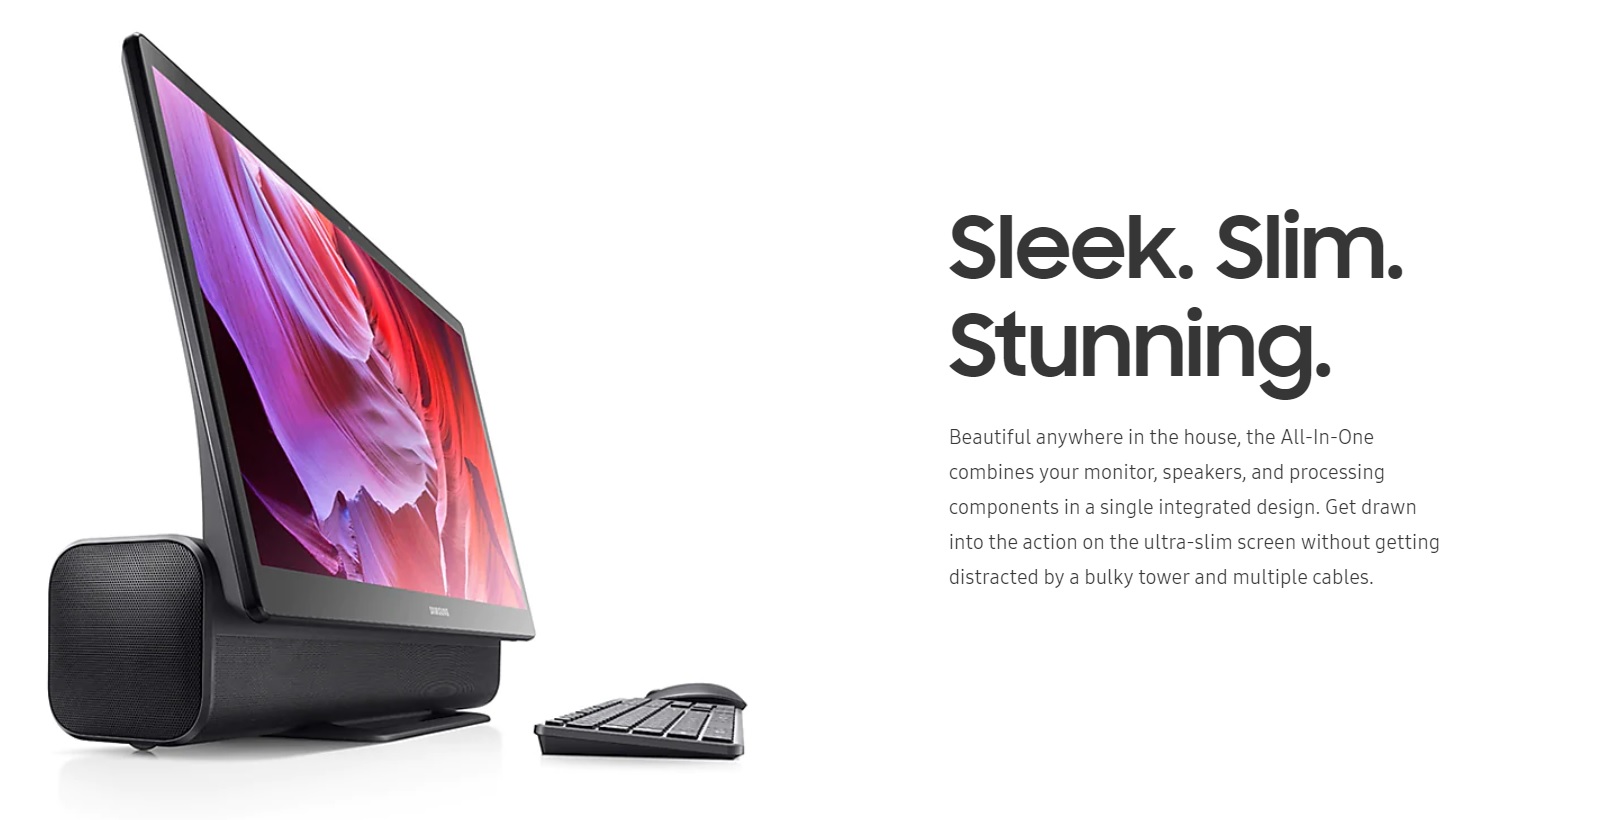 Sleek. Slim.
Stunning.
Beautiful anywhere in the house, the All-In-One
combines your monitor, speakers, and processing
components in a single integrated design. Get drawn
into the action on the ultra-slim screen without getting
distracted by a bulky tower and multiple cables.
SAMSUNG